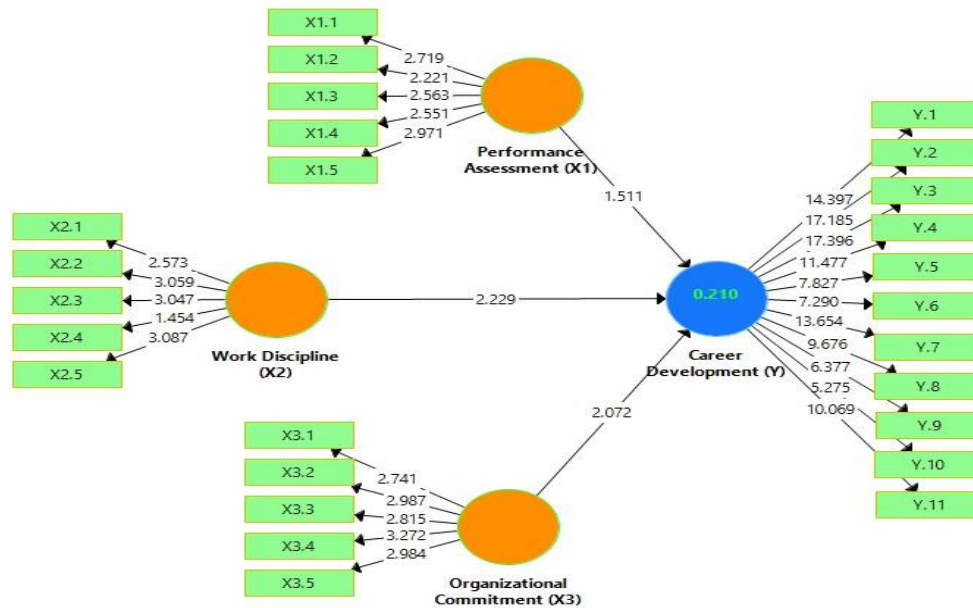 X1.1
X1.2
X1.3
X1.4
X1.5
2.719
2.221
2.563
2.551
2.971
Performance
Assessment (X1)
1.511
X2.1
X2.2
X2.3
X2.4
X2.5
2.573
3.059
3.047
1.454
3.087
Work Discipline
(X2)
2.229
X3.1
X3.2
X3.3
X3.4
X3.5
2.741
2.987
2.815
3.272
2.984
Organizational
Commitment (X3)
2.072
0.210
Career
Development (Y)
14.397
17.185
17.396
11.477
7.827
7.290
13.654
9.676
6.377
5.275
10.069
Y.1
Y.2
Y.3
Y.4
Y.5
Y.6
Y.7
Y.8
Y.9
Y.10
Y.11